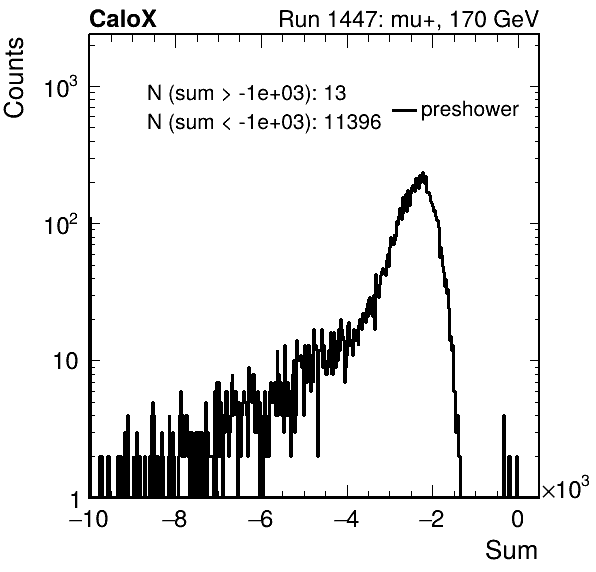 CaloX Run 1447: mu+, 170 GeV
Counts
N (sum > -1e+03): 13
N (sum < -1e+03): 11396
preshower
10³
10²
10
1
−10 −8 −6 −4 −2 0 ×10³
Sum